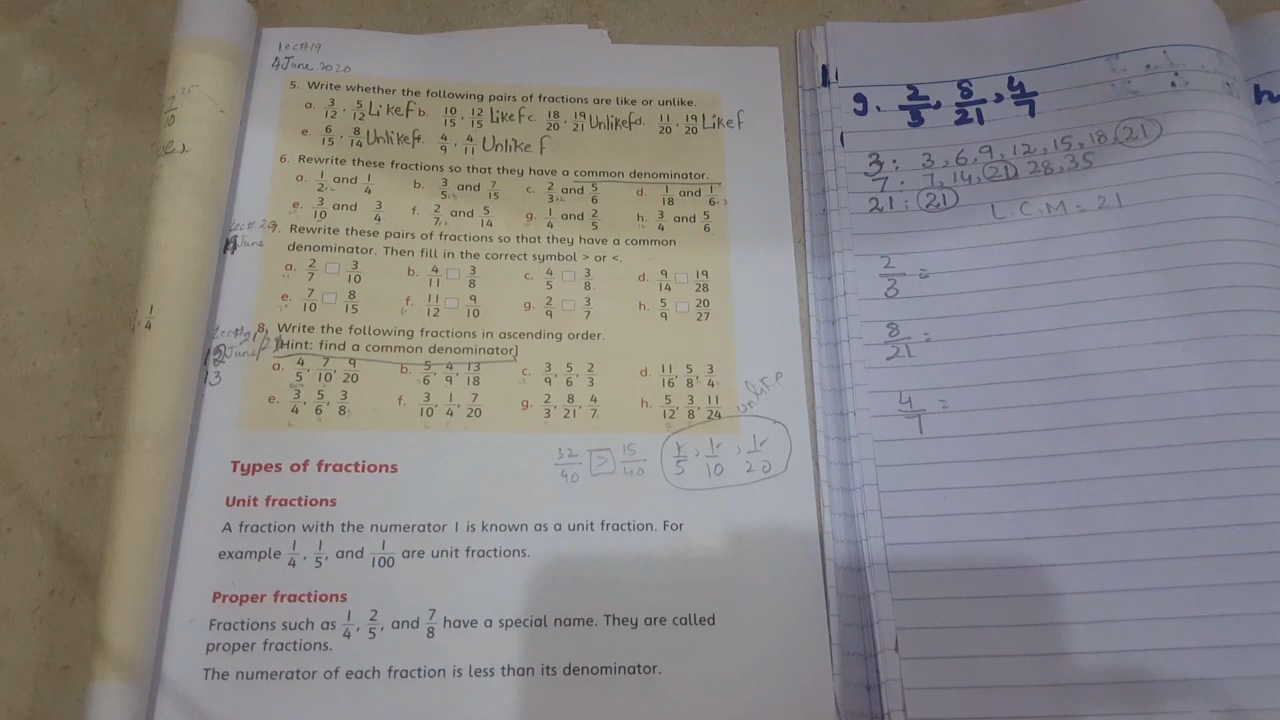 Lect#19
4 June 2020
5. Write whether the following pairs of fractions are like or unlike.
a. 3/12, 5/12 Like f b. 10/15, 12/15 Like f c. 18/20, 19/21 Unlike f d. 11/20, 19/20 Like f
e. 6/15, 8/14 Unlike f f. 4/9, 4/11 Unlike f
6. Rewrite these fractions so that they have a common denominator.
a. 1/2 and 1/4 b. 3/5 and 7/15 c. 2/3 and 5/6 d. 1/18 and 1/6
e. 3/10 and 3/4 f. 2/7 and 5/14 g. 1/4 and 2/5 h. 3/4 and 5/6
Lect# 20
June
7. Rewrite these pairs of fractions so that they have a common
denominator. Then fill in the correct symbol > or <.
a. 2/7 □ 3/10 b. 4/11 □ 3/8 c. 4/5 □ 3/8 d. 9/14 □ 19/28
e. 7/10 □ 8/15 f. 11/12 □ 9/10 g. 2/9 □ 3/7 h. 5/9 □ 20/27
Lect#21
12 June
13
8. Write the following fractions in ascending order.
[Hint: find a common denominator]
a. 4/5, 7/10, 9/20 b. 5/6, 4/9, 13/18 c. 3/9, 5/6, 2/3 d. 11/16, 5/8, 3/4
e. 3/4, 5/6, 3/8 f. 3/10, 1/4, 7/20 g. 2/3, 8/21, 4/7 h. 5/12, 3/8, 11/24
32/40 > 15/40 1/5, 1/10, 1/20 unlike
Types of fractions
Unit fractions
A fraction with the numerator 1 is known as a unit fraction. For
example 1/4, 1/5, and 1/100 are unit fractions.
Proper fractions
Fractions such as 1/4, 2/5, and 7/8 have a special name. They are called
proper fractions.
The numerator of each fraction is less than its denominator.
g. 2/3, 8/21, 4/7
3: 3, 6, 9, 12, 15, 18, 21
7: 7, 14, 21, 28, 35
21: 21
L.C.M = 21
2/3 =
8/21 =
4/7 =
h
7/10
1/4